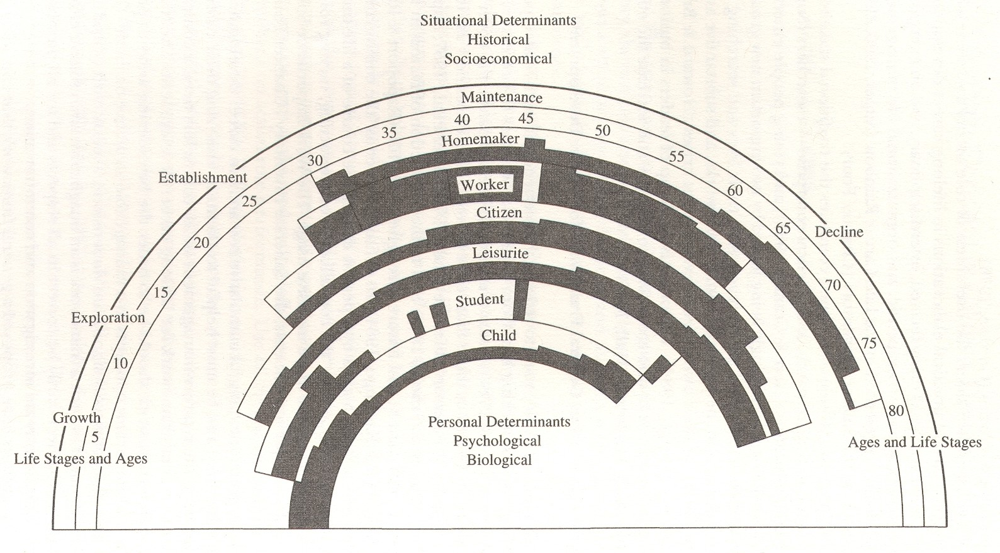 Situational Determinants
Historical
Socioeconomical
Maintenance
40
45
35
50
Homemaker
30
55
Establishment
25
Worker
60
Citizen
20
65
Decline
Leisurite
15
70
Student
Exploration
Child
75
10
Growth
Personal Determinants
80
5
Psychological
Ages and Life Stages
Life Stages and Ages
Biological